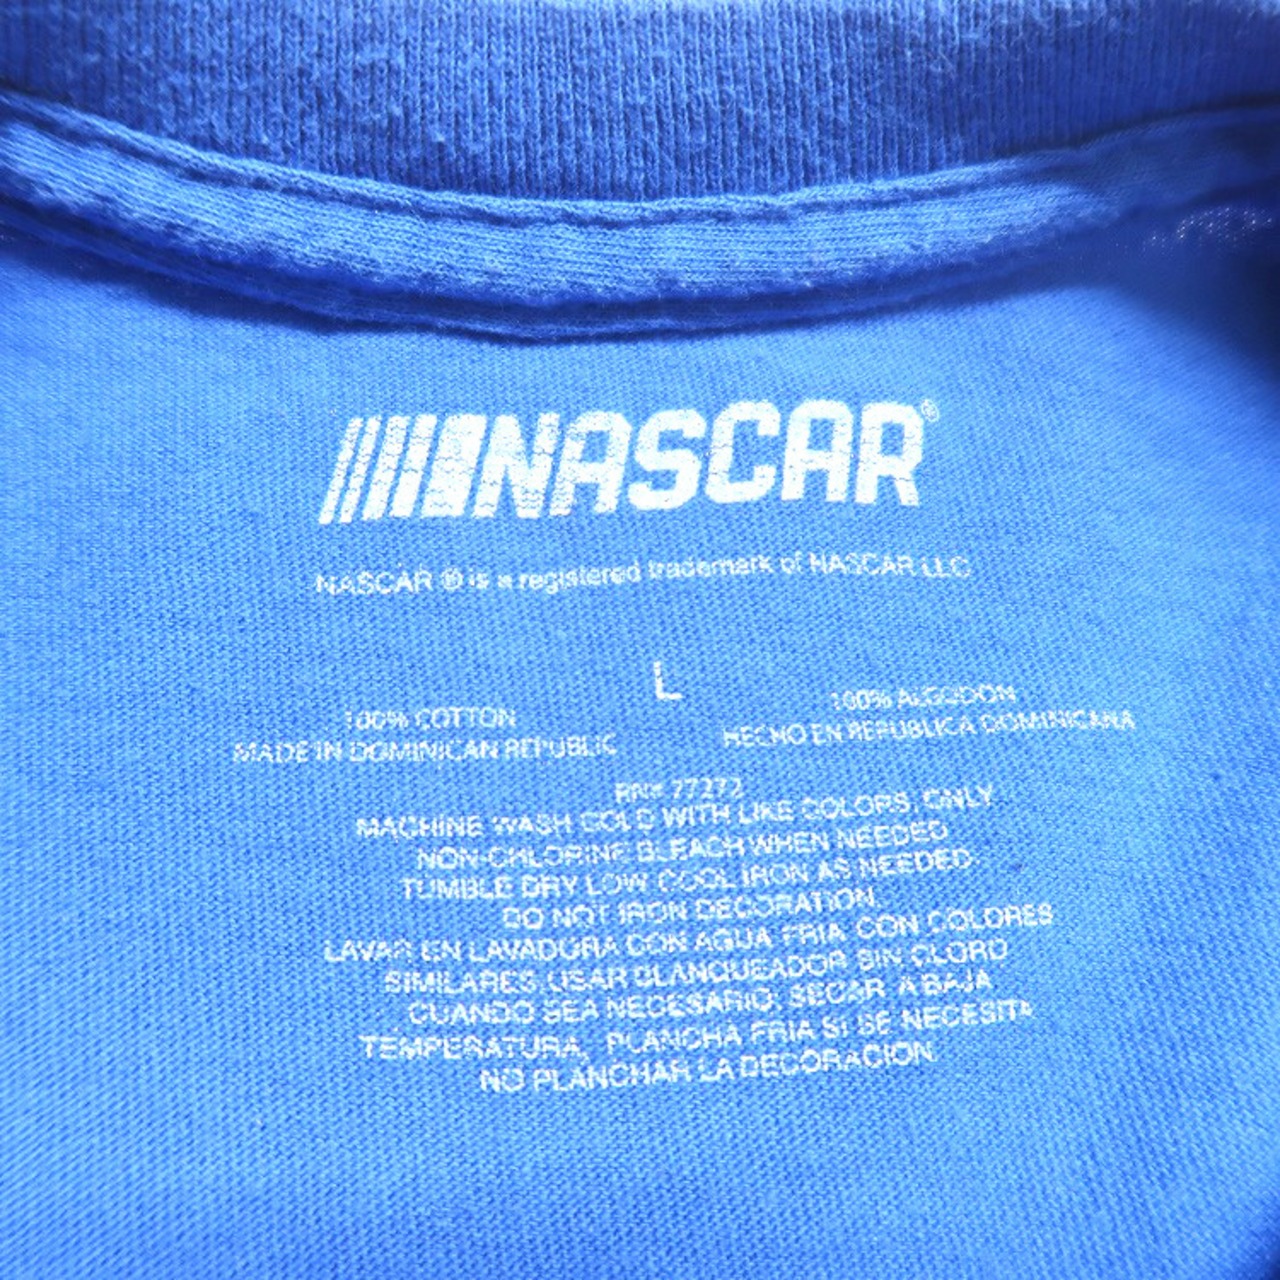 NASCAR®
NASCAR ® is a registered trademark of NASCAR LLC
L
100% COTTON
MADE IN DOMINICAN REPUBLIC
100% ALGODON
HECHO EN REPUBLICA DOMINICANA
RN# 77272
MACHINE WASH COLD WITH LIKE COLORS, ONLY
NON-CHLORINE BLEACH WHEN NEEDED
TUMBLE DRY LOW COOL IRON AS NEEDED
DO NOT IRON DECORATION.
LAVAR EN LAVADORA CON AGUA FRIA CON COLORES
SIMILARES, USAR BLANQUEADOR SIN CLORO
CUANDO SEA NECESARIO; SECAR A BAJA
TEMPERATURA, PLANCHA FRIA SI SE NECESITA
NO PLANCHAR LA DECORACION.